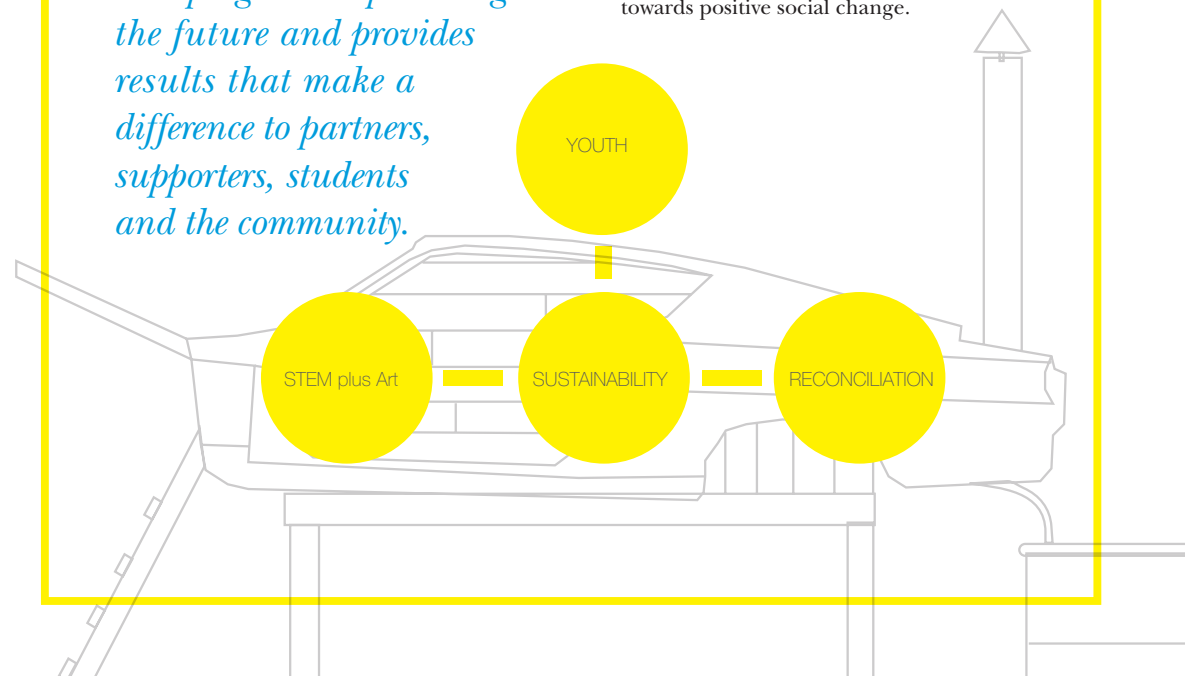 the future and provides
results that make a
difference to partners,
supporters, students
and the community.
towards positive social change.
YOUTH
STEM plus Art
SUSTAINABILITY
RECONCILIATION